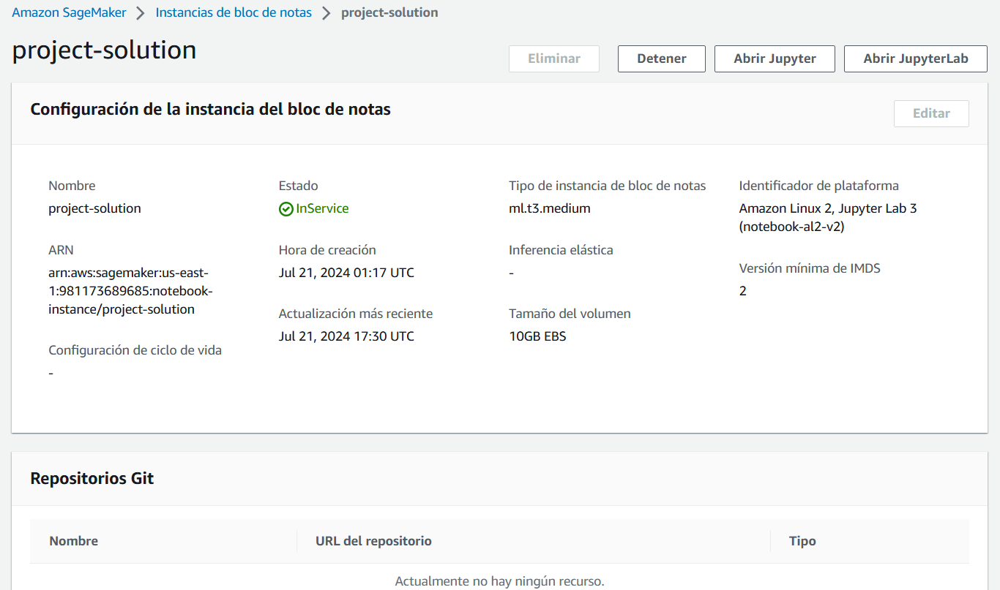 Amazon SageMaker > Instancias de bloc de notas > project-solution
project-solution
Eliminar
Detener
Abrir Jupyter
Abrir JupyterLab
Configuración de la instancia del bloc de notas
Editar
Nombre
project-solution
ARN
arn:aws:sagemaker:us-east-
1:981173689685:notebook-
instance/project-solution
Configuración de ciclo de vida
-
Estado
InService
Hora de creación
Jul 21, 2024 01:17 UTC
Actualización más reciente
Jul 21, 2024 17:30 UTC
Tipo de instancia de bloc de notas
ml.t3.medium
Inferencia elástica
-
Tamaño del volumen
10GB EBS
Identificador de plataforma
Amazon Linux 2, Jupyter Lab 3
(notebook-al2-v2)
Versión mínima de IMDS
2
Repositorios Git
Nombre
URL del repositorio
Tipo
Actualmente no hay ningún recurso.